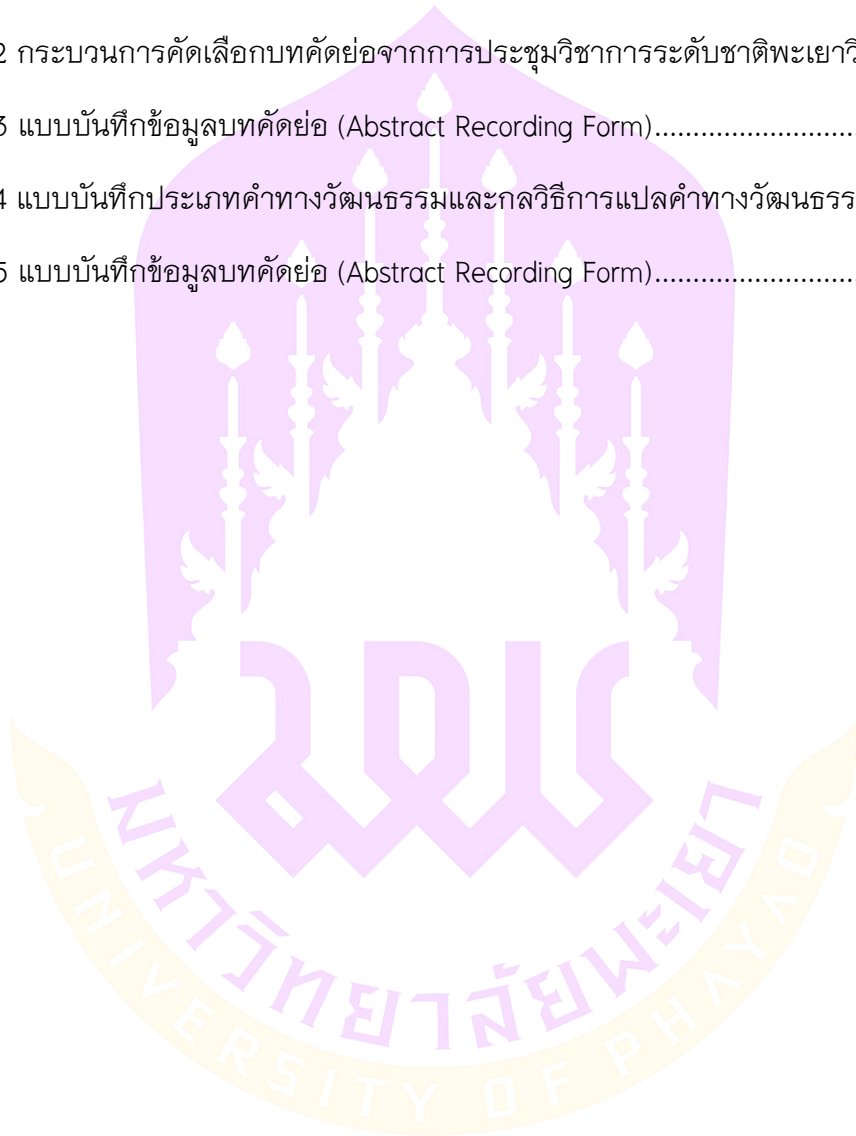 2 กระบวนการคัดเลือกบทคัดย่อจากการประชุมวิชาการระดับชาติพะเยาวิ
3 แบบบันทึกข้อมูลบทคัดย่อ (Abstract Recording Form)............................
4 แบบบันทึกประเภทคำทางวัฒนธรรมและกลวิธีการแปลคำทางวัฒนธรร
5 แบบบันทึกข้อมูลบทคัดย่อ (Abstract Recording Form)............................
มหาวิทยาลัยพะเยา
UNIVERSITY OF PHAYAO